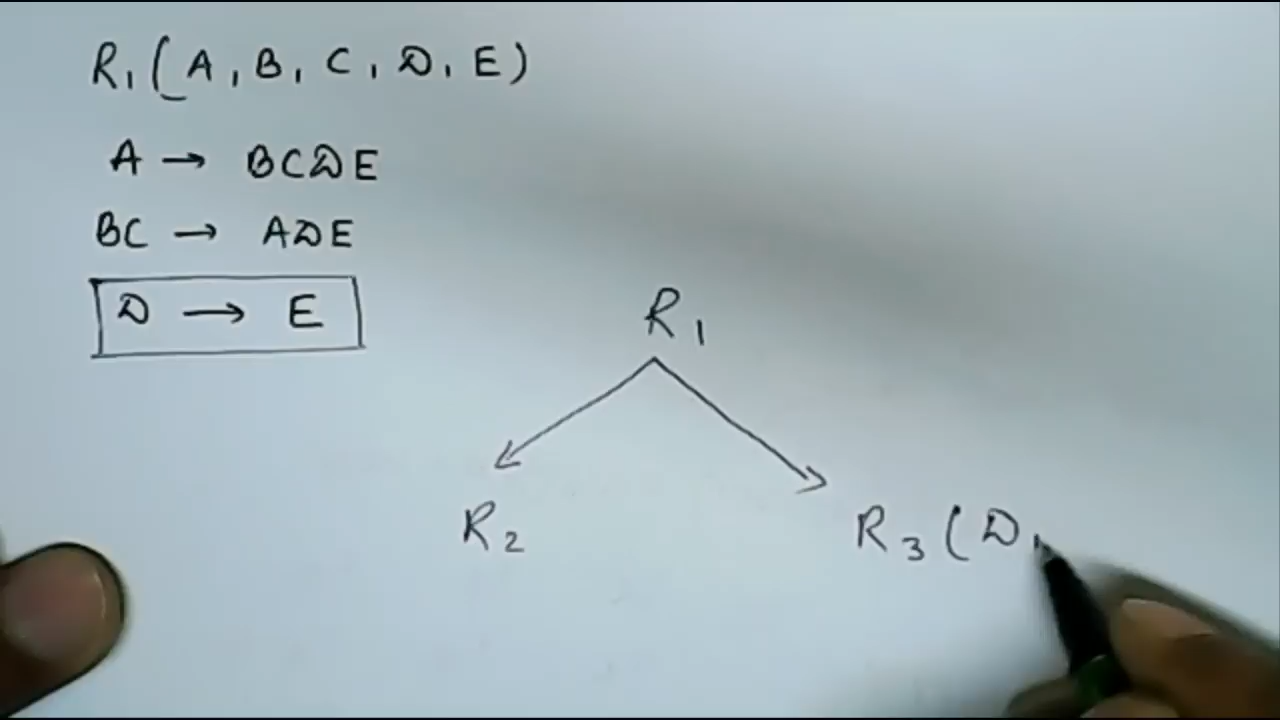 R₁(A, B, C, D, E)
A → BCDE
BC → ADE
D → E
R₁
R₂ R₃(D,